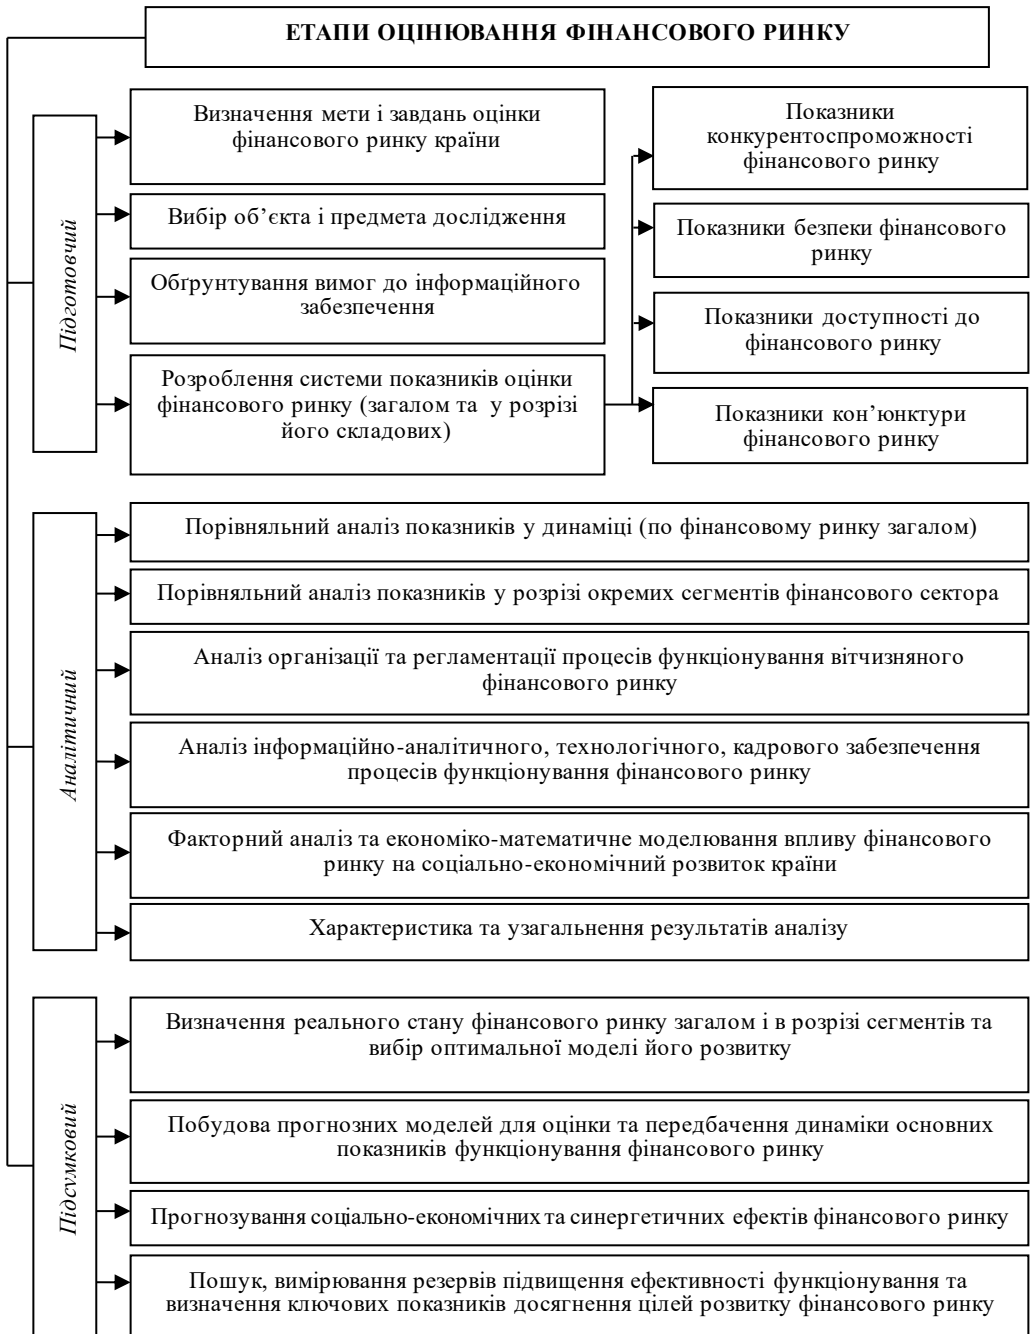 ЕТАПИ ОЦІНЮВАННЯ ФІНАНСОВОГО РИНКУ
Підготовчий
Визначення мети і завдань оцінки
фінансового ринку країни
Вибір об’єкта і предмета дослідження
Обґрунтування вимог до інформаційного
забезпечення
Розроблення системи показників оцінки
фінансового ринку (загалом та у розрізі
його складових)
Показники
конкурентоспроможності
фінансового ринку
Показники безпеки фінансового
ринку
Показники доступності до
фінансового ринку
Показники кон’юнктури
фінансового ринку
Аналітичний
Порівняльний аналіз показників у динаміці (по фінансовому ринку загалом)
Порівняльний аналіз показників у розрізі окремих сегментів фінансового сектора
Аналіз організації та регламентації процесів функціонування вітчизняного
фінансового ринку
Аналіз інформаційно-аналітичного, технологічного, кадрового забезпечення
процесів функціонування фінансового ринку
Факторний аналіз та економіко-математичне моделювання впливу фінансового
ринку на соціально-економічний розвиток країни
Характеристика та узагальнення результатів аналізу
Підсумковий
Визначення реального стану фінансового ринку загалом і в розрізі сегментів та
вибір оптимальної моделі його розвитку
Побудова прогнозних моделей для оцінки та передбачення динаміки основних
показників функціонування фінансового ринку
Прогнозування соціально-економічних та синергетичних ефектів фінансового ринку
Пошук, вимірювання резервів підвищення ефективності функціонування та
визначення ключових показників досягнення цілей розвитку фінансового ринку